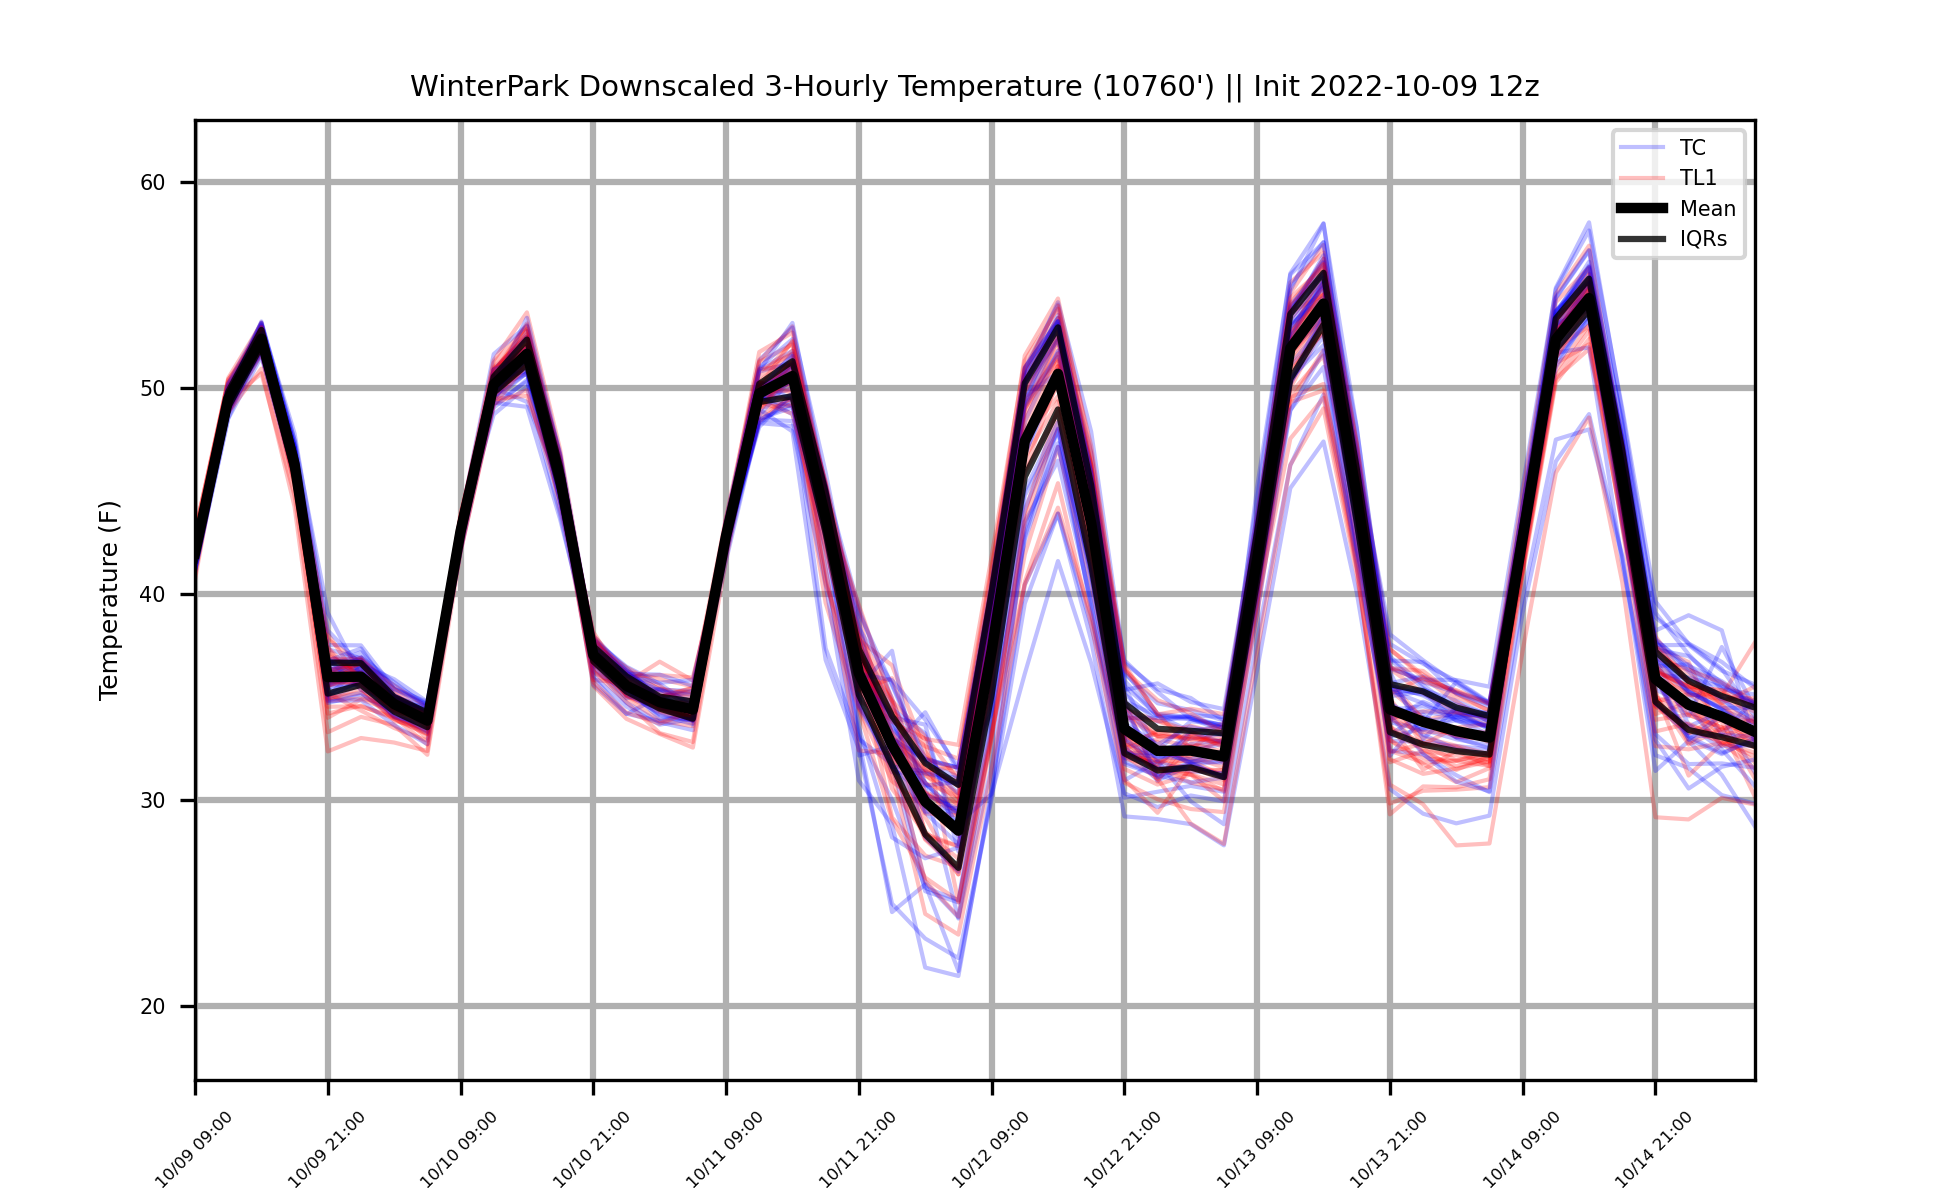 WinterPark Downscaled 3-Hourly Temperature (10760') || Init 2022-10-09 12z
TC
TL1
Mean
IQRs
Temperature (F)
60
50
40
30
20
10/09 09:00
10/09 21:00
10/10 09:00
10/10 21:00
10/11 09:00
10/11 21:00
10/12 09:00
10/12 21:00
10/13 09:00
10/13 21:00
10/14 09:00
10/14 21:00